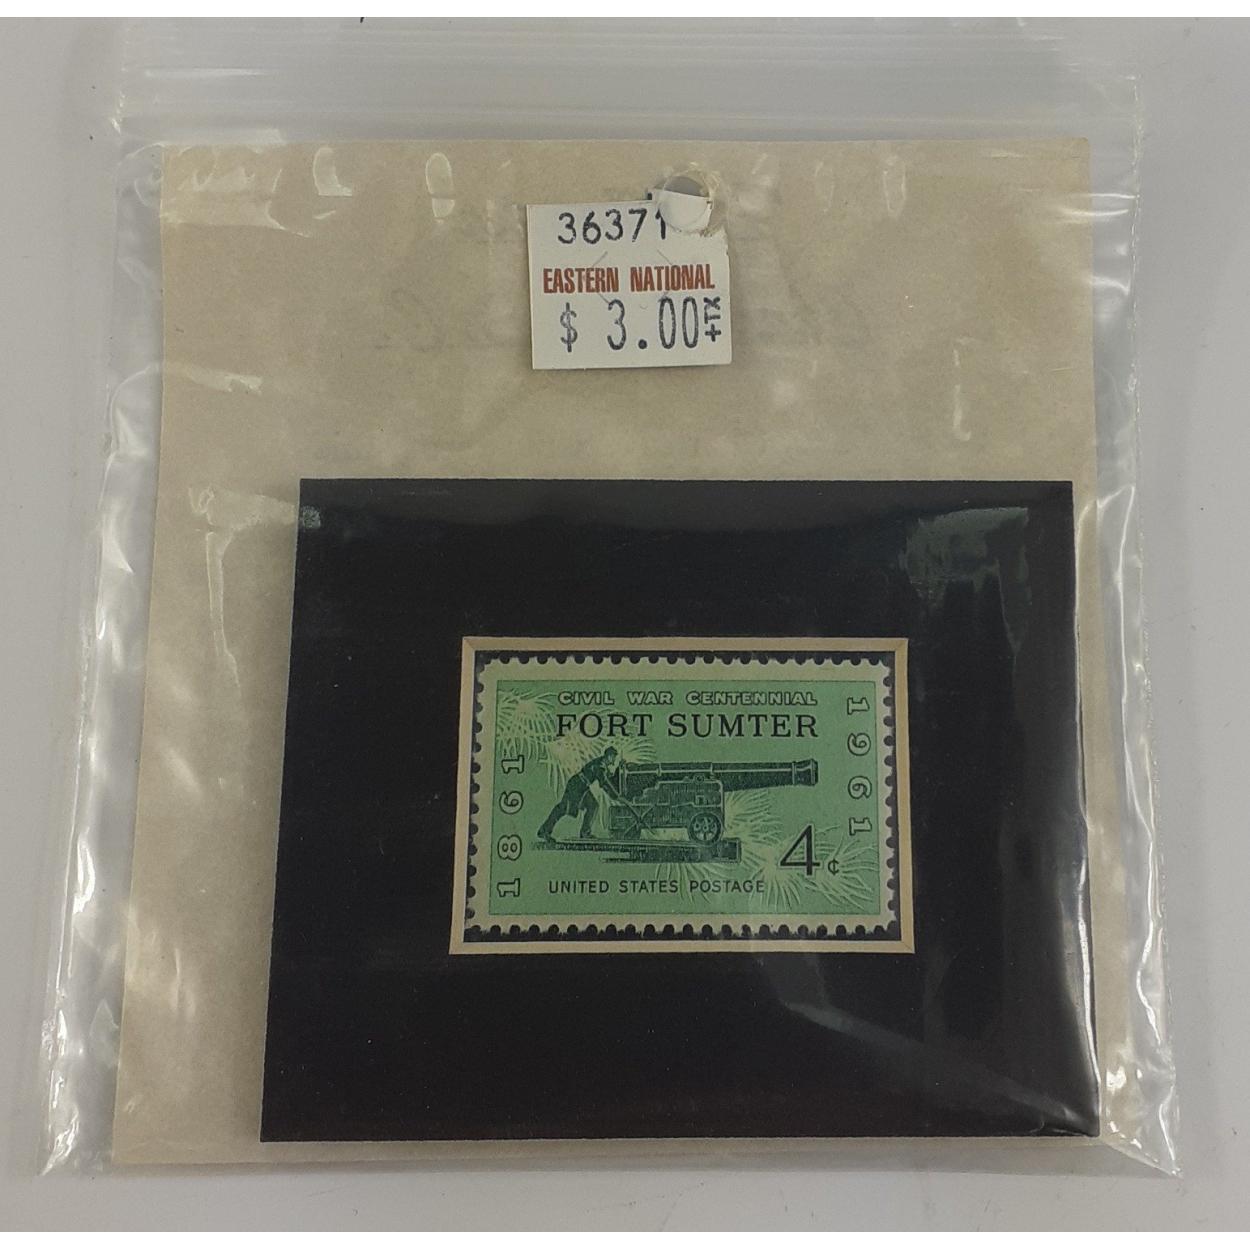 36371
EASTERN NATIONAL
$ 3.00 +TX
CIVIL WAR CENTENNIAL
FORT SUMTER
1861
1961
4¢
UNITED STATES POSTAGE